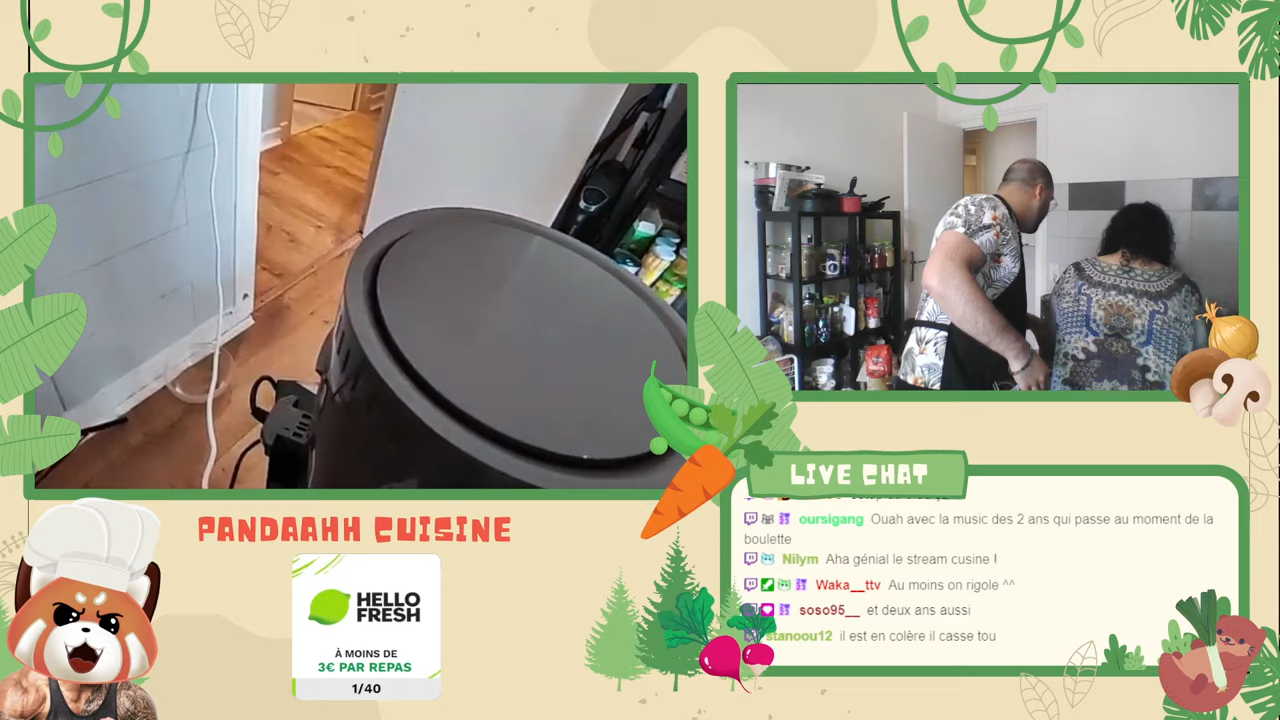 PANDAAHH CUISINE
HELLO
FRESH
À MOINS DE
3€ PAR REPAS
1/40
LIVE CHAT
oursigang Ouah avec la music des 2 ans qui passe au moment de la
boulette
Nilym Aha génial le stream cusine !
Waka__ttv Au moins on rigole ^^
soso95__ et deux ans aussi
stanoou12 il est en colère il casse tou